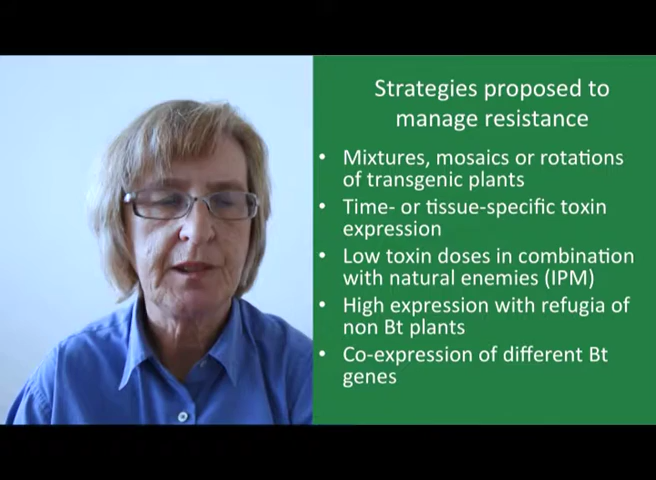 Strategies proposed to
manage resistance
• Mixtures, mosaics or rotations
of transgenic plants
• Time- or tissue-specific toxin
expression
• Low toxin doses in combination
with natural enemies (IPM)
• High expression with refugia of
non Bt plants
• Co-expression of different Bt
genes